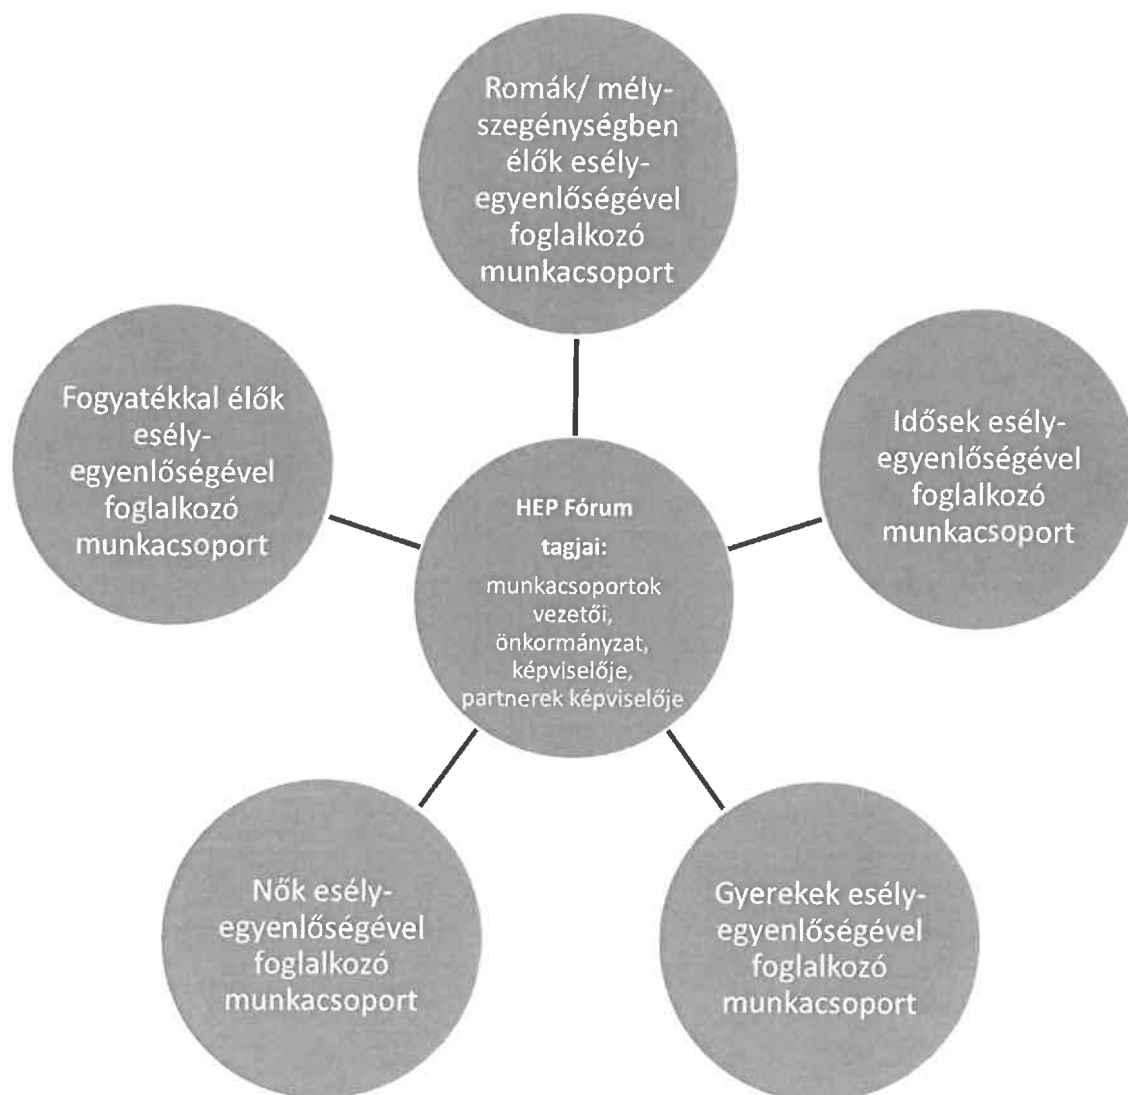 Romák/ mély-
szegénységben
élők esély-
egyenlőségével
foglalkozó
munkacsoport
Fogyatékkal élők
esély-
egyenlőségével
foglalkozó
munkacsoport
Idősek esély-
egyenlőségével
foglalkozó
munkacsoport
HEP Fórum
tagjai:
munkacsoportok
vezetői,
önkormányzat,
képviselője,
partnerek képviselője
Nők esély-
egyenlőségével
foglalkozó
munkacsoport
Gyerekek esély-
egyenlőségével
foglalkozó
munkacsoport